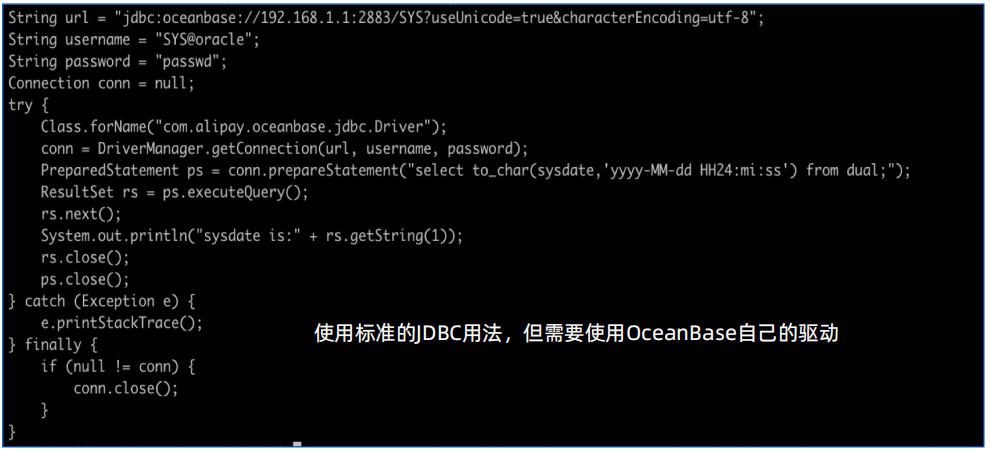 String url = "jdbc:oceanbase://192.168.1.1:2883/SYS?useUnicode=true&characterEncoding=utf-8";
String username = "SYS@oracle";
String password = "passwd";
Connection conn = null;
try {
    Class.forName("com.alipay.oceanbase.jdbc.Driver");
    conn = DriverManager.getConnection(url, username, password);
    PreparedStatement ps = conn.prepareStatement("select to_char(sysdate,'yyyy-MM-dd HH24:mi:ss') from dual;");
    ResultSet rs = ps.executeQuery();
    rs.next();
    System.out.println("sysdate is:" + rs.getString(1));
    rs.close();
    ps.close();
} catch (Exception e) {
    e.printStackTrace();
使用标准的JDBC用法，但需要使用OceanBase自己的驱动
} finally {
    if (null != conn) {
        conn.close();
    }
}